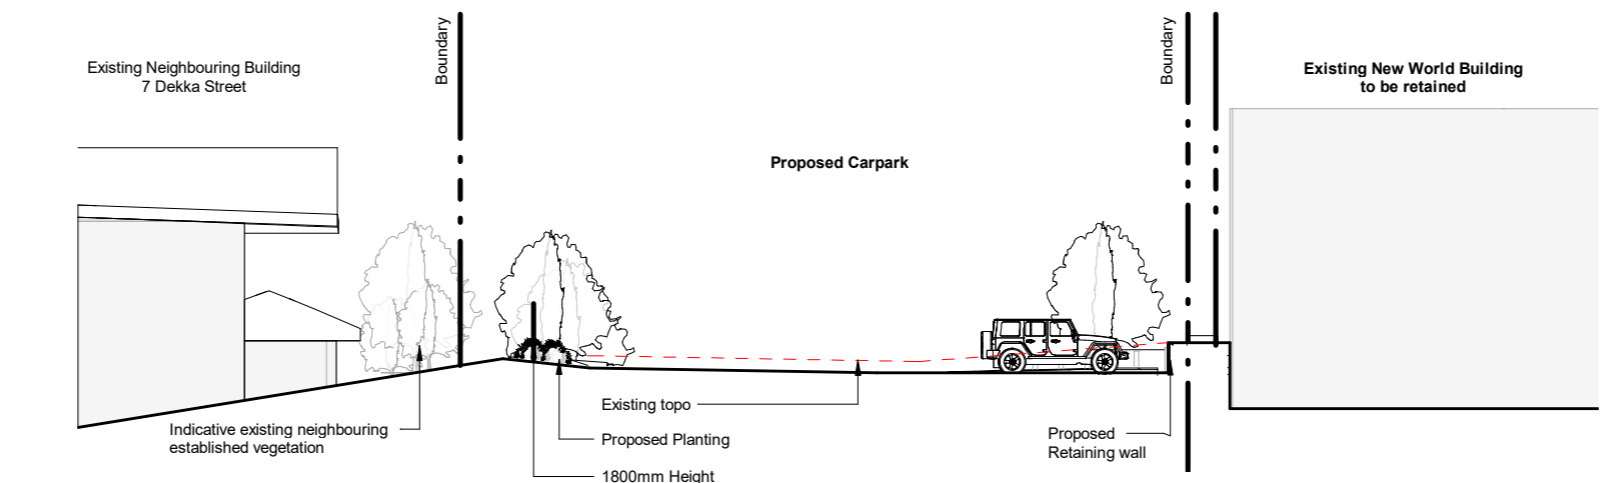 Existing Neighbouring Building
7 Dekka Street
Boundary
Proposed Carpark
Boundary
Existing New World Building
to be retained
Indicative existing neighbouring
established vegetation
Existing topo
Proposed Planting
1800mm Height
Proposed
Retaining wall